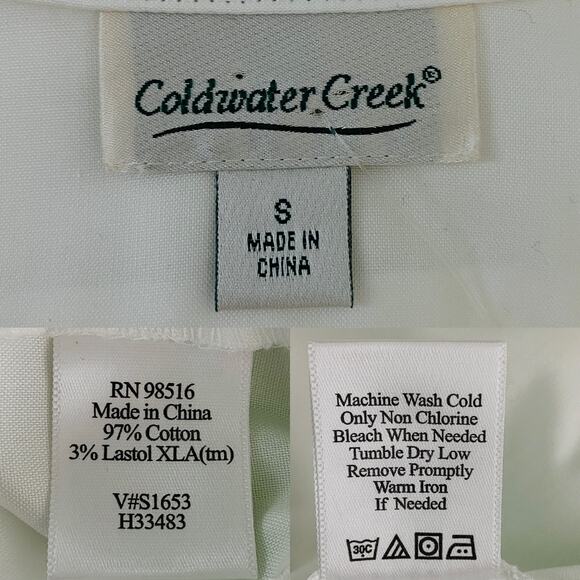 Coldwater Creek®
S
MADE IN
CHINA
RN 98516
Made in China
97% Cotton
3% Lastol XLA(tm)
V#S1653
H33483
Machine Wash Cold
Only Non Chlorine
Bleach When Needed
Tumble Dry Low
Remove Promptly
Warm Iron
If Needed
30C